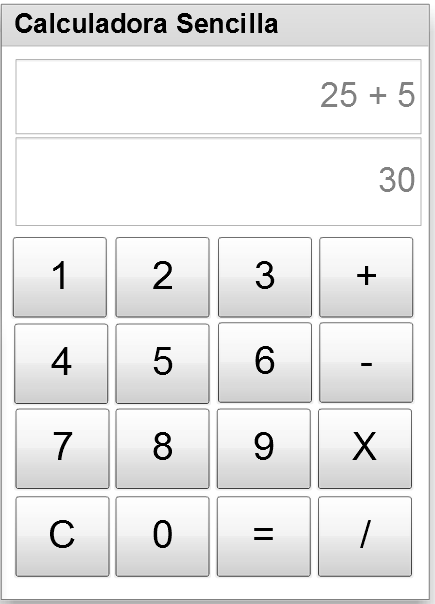 Calculadora Sencilla
25 + 5
30
1 2 3 +
4 5 6 -
7 8 9 X
C 0 = /